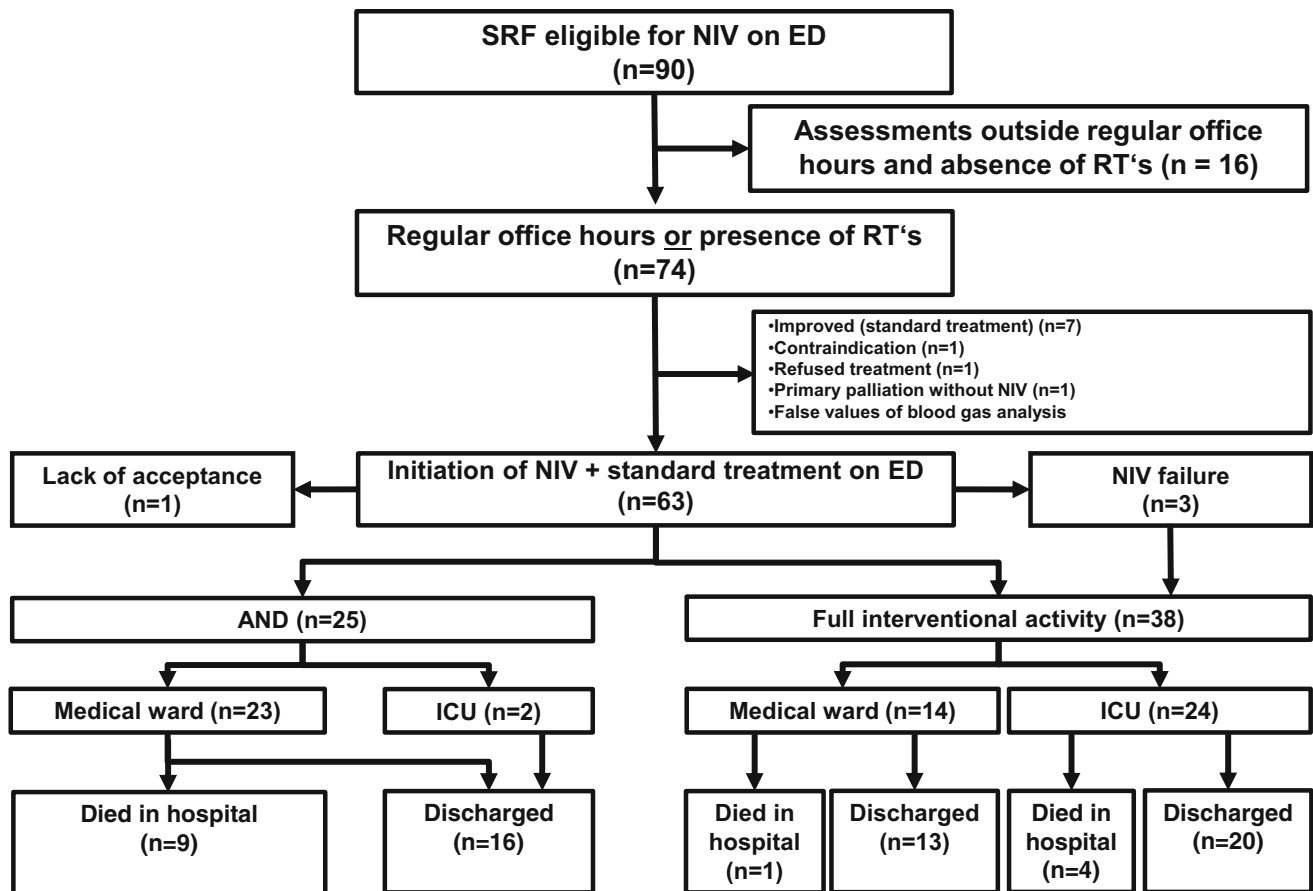 SRF eligible for NIV on ED
(n=90)
Assessments outside regular office
hours and absence of RT‘s (n = 16)
Regular office hours or presence of RT‘s
(n=74)
•Improved (standard treatment) (n=7)
•Contraindication (n=1)
•Refused treatment (n=1)
•Primary palliation without NIV (n=1)
•False values of blood gas analysis
Lack of acceptance
(n=1)
Initiation of NIV + standard treatment on ED
(n=63)
NIV failure
(n=3)
AND (n=25)
Full interventional activity (n=38)
Medical ward (n=23)
ICU (n=2)
Medical ward (n=14)
ICU (n=24)
Died in hospital
(n=9)
Discharged
(n=16)
Died in
hospital
(n=1)
Discharged
(n=13)
Died in
hospital
(n=4)
Discharged
(n=20)